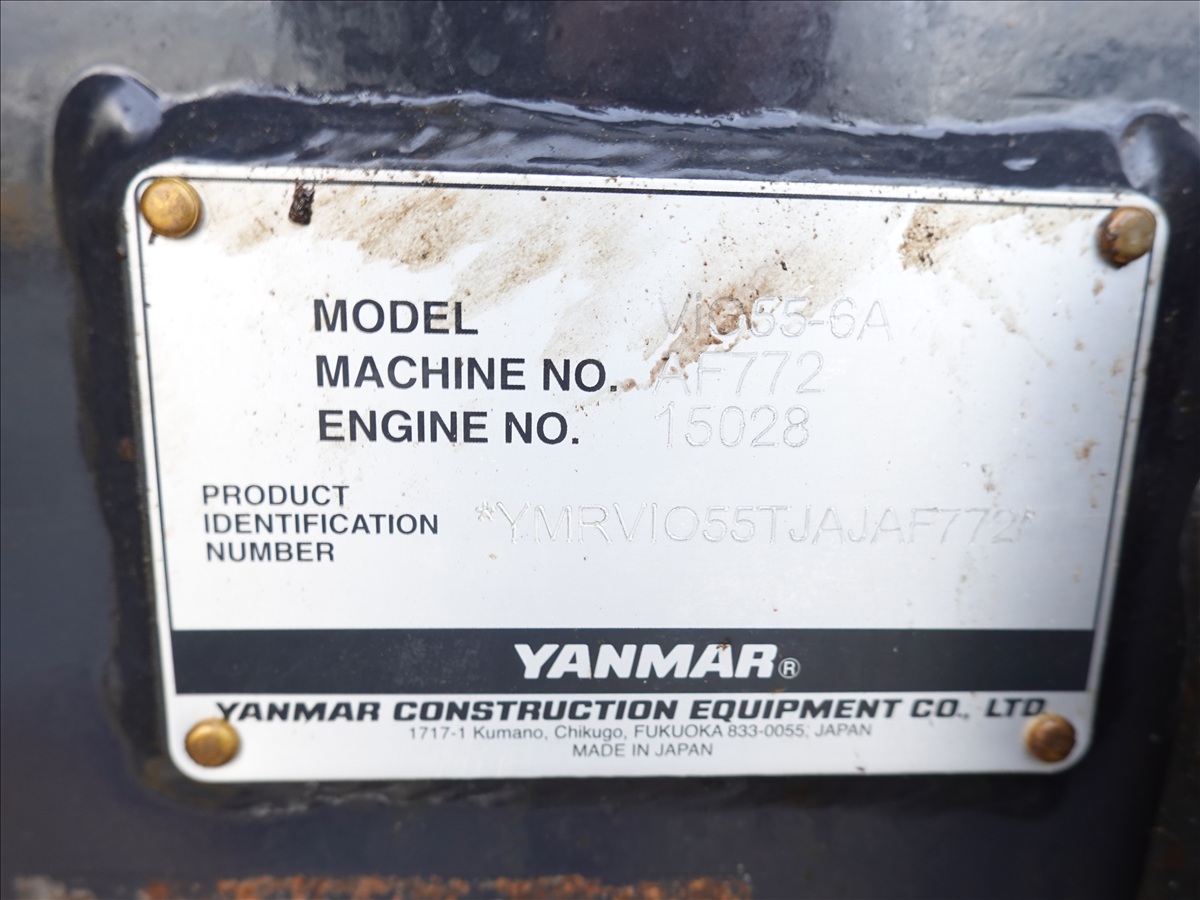 MODEL VIO55-6A
MACHINE NO. AF772
ENGINE NO. 15028
PRODUCT
IDENTIFICATION *YMRVIO55TJAJAF772*
NUMBER
YANMAR®
YANMAR CONSTRUCTION EQUIPMENT CO., LTD.
1717-1 Kumano, Chikugo, FUKUOKA 833-0055, JAPAN
MADE IN JAPAN